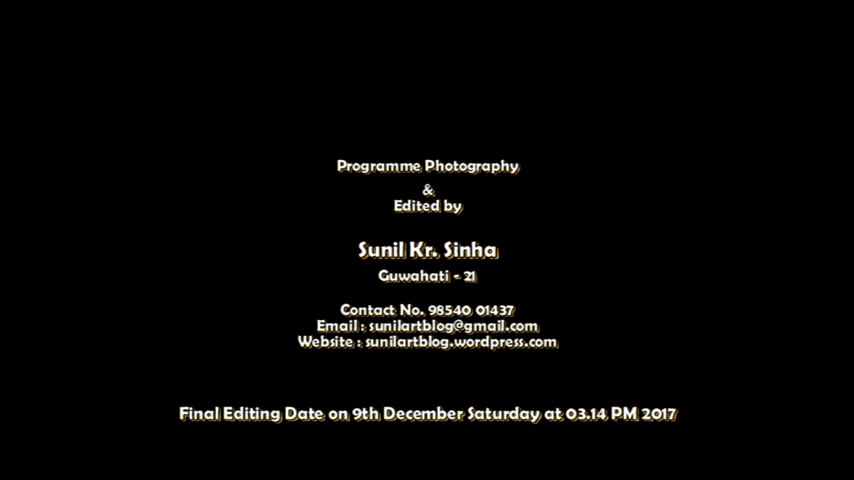 Programme Photography
&
Edited by
Sunil Kr. Sinha
Guwahati - 21
Contact No. 98540 01437
Email : sunilartblog@gmail.com
Website : sunilartblog.wordpress.com
Final Editing Date on 9th December Saturday at 03.14 PM 2017